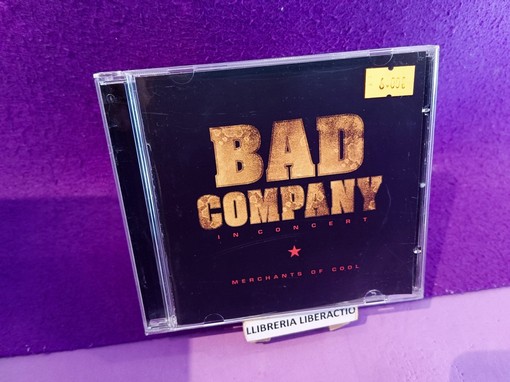 BAD
COMPANY
IN CONCERT
MERCHANTS OF COOL
LLIBRERIA LIBERACTIO